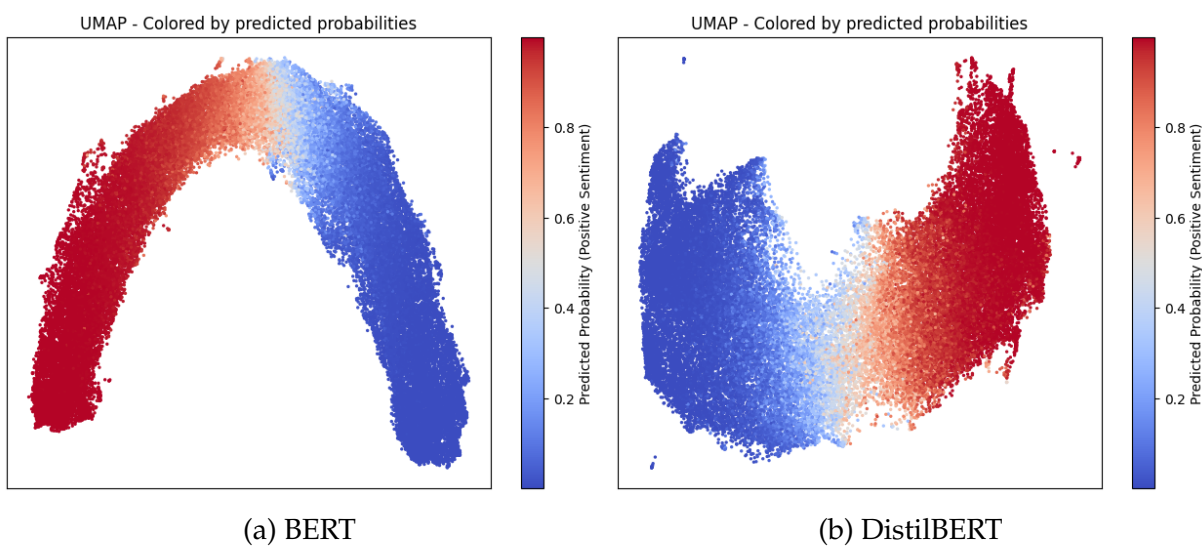 UMAP - Colored by predicted probabilities
0.8
0.6
0.4
0.2
Predicted Probability (Positive Sentiment)
(a) BERT
UMAP - Colored by predicted probabilities
0.8
0.6
0.4
0.2
Predicted Probability (Positive Sentiment)
(b) DistilBERT